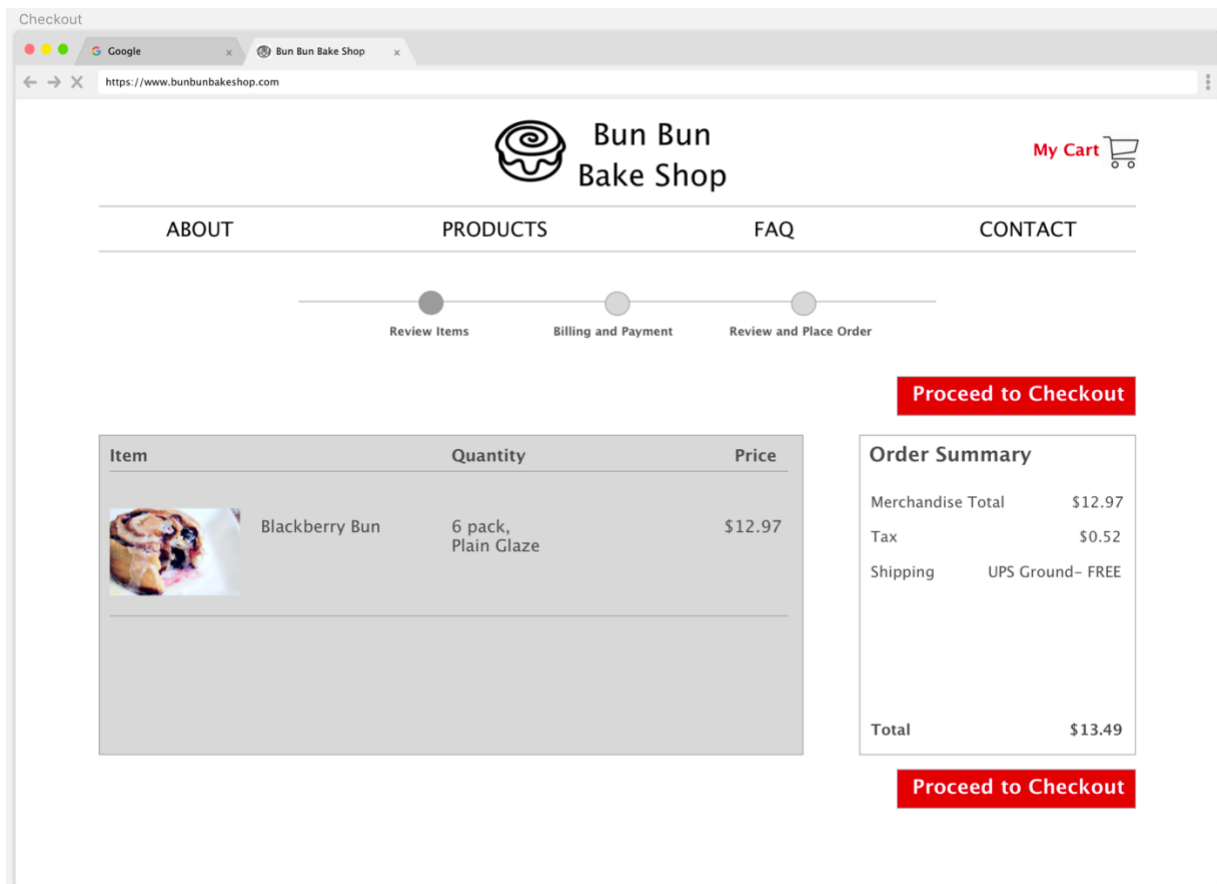 Checkout
Google
Bun Bun Bake Shop
https://www.bunbunbakeshop.com
Bun Bun
Bake Shop
My Cart
ABOUT PRODUCTS FAQ CONTACT
Review Items Billing and Payment Review and Place Order
Proceed to Checkout
Item Quantity Price
Blackberry Bun 6 pack, $12.97
Plain Glaze
Order Summary
Merchandise Total $12.97
Tax $0.52
Shipping UPS Ground– FREE
Total $13.49
Proceed to Checkout